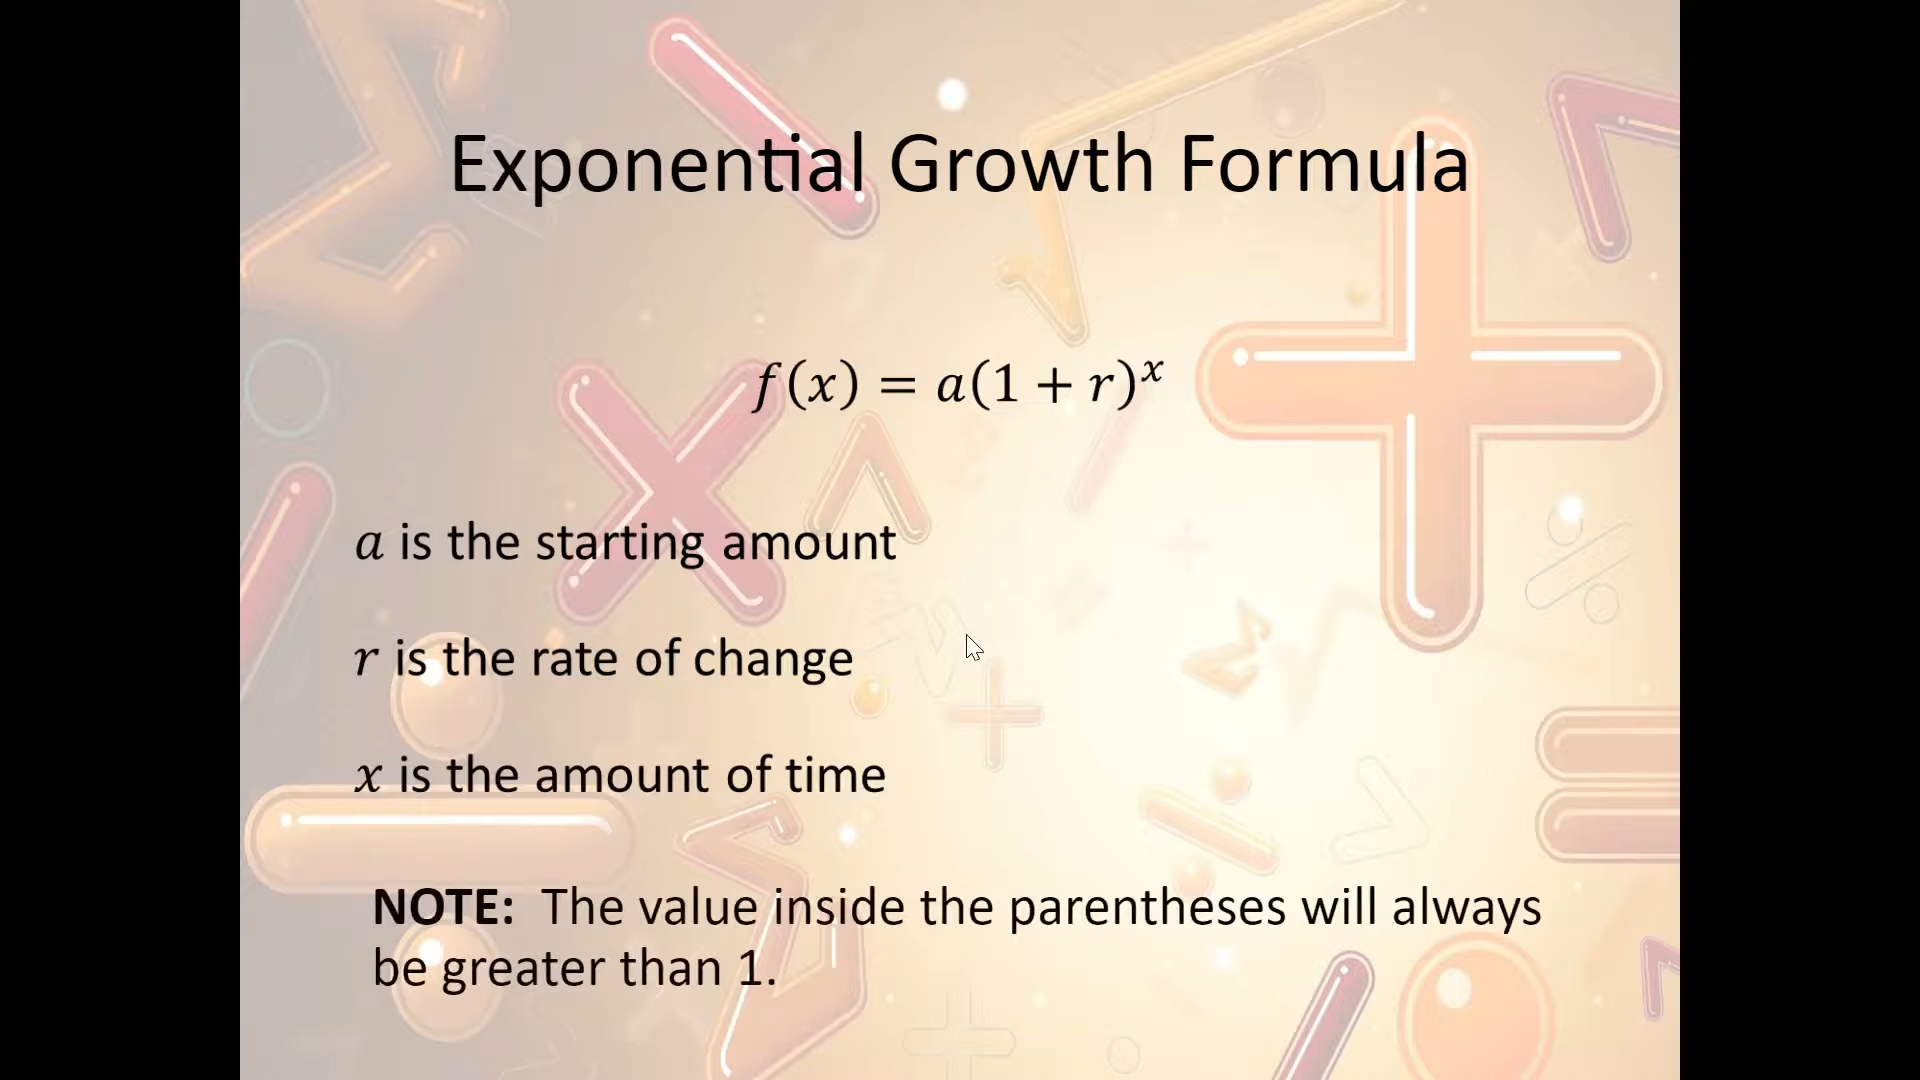 Exponential Growth Formula
𝑓(𝑥) = 𝑎(1 + 𝑟)ˣ
𝑎 is the starting amount
𝑟 is the rate of change
𝑥 is the amount of time
NOTE: The value inside the parentheses will always
be greater than 1.